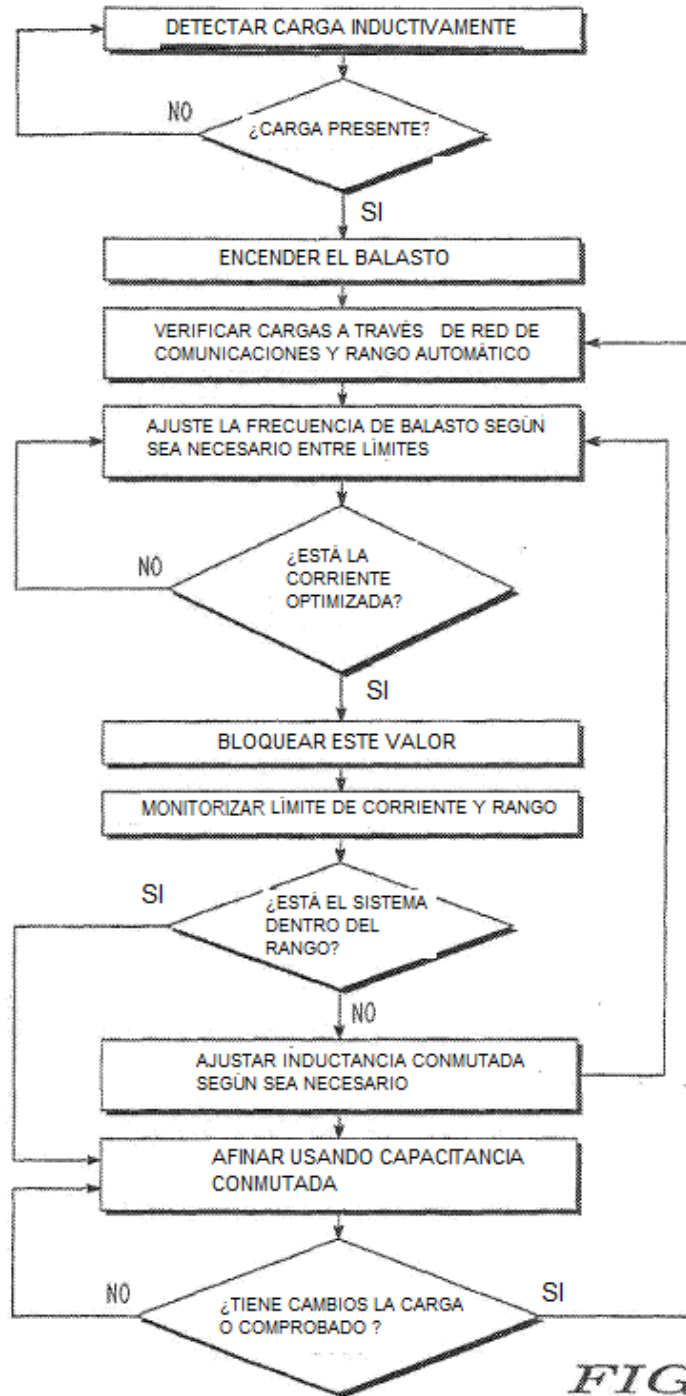 DETECTAR CARGA INDUCTIVAMENTE
NO
¿CARGA PRESENTE?
SI
ENCENDER EL BALASTO
VERIFICAR CARGAS A TRAVÉS DE RED DE
COMUNICACIONES Y RANGO AUTOMÁTICO
AJUSTE LA FRECUENCIA DE BALASTO SEGÚN
SEA NECESARIO ENTRE LÍMITES
NO
¿ESTÁ LA
CORRIENTE
OPTIMIZADA?
SI
BLOQUEAR ESTE VALOR
MONITORIZAR LÍMITE DE CORRIENTE Y RANGO
SI
¿ESTÁ EL SISTEMA
DENTRO DEL
RANGO?
NO
AJUSTAR INDUCTANCIA CONMUTADA
SEGÚN SEA NECESARIO
AFINAR USANDO CAPACITANCIA
CONMUTADA
NO
¿TIENE CAMBIOS LA CARGA
O COMPROBADO ?
SI
FIG